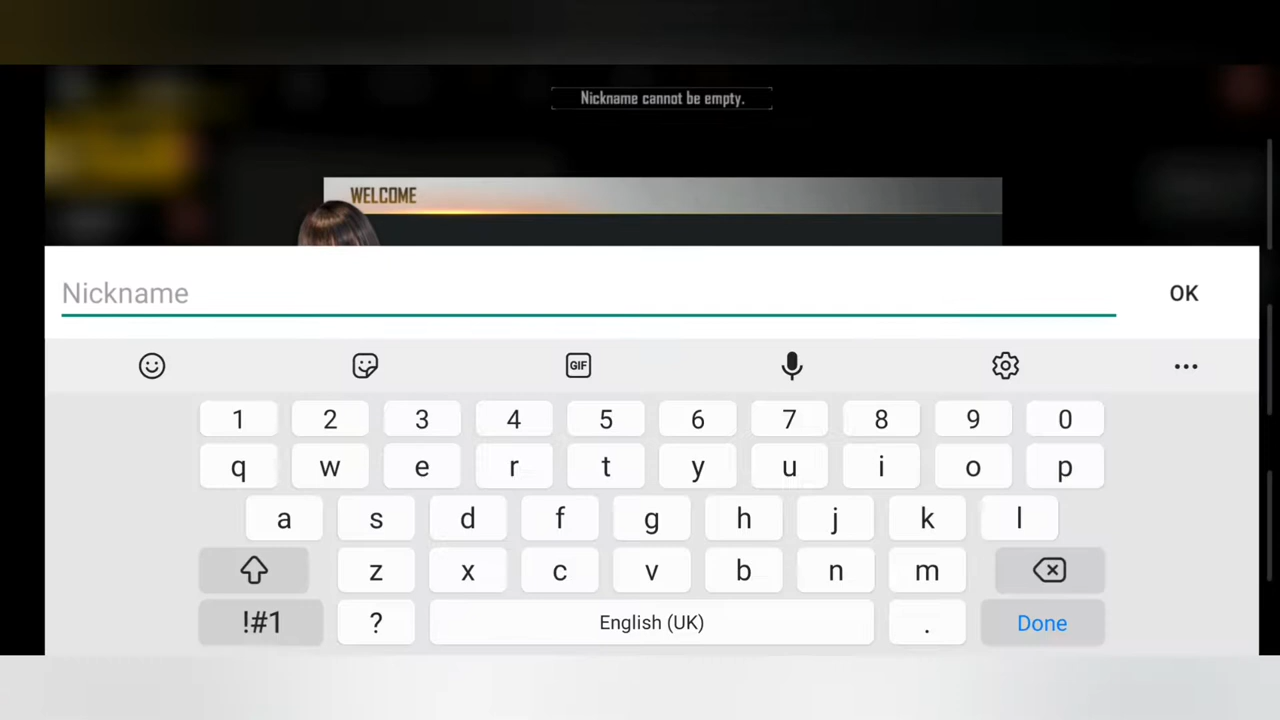 Nickname cannot be empty.
WELCOME
Nickname
OK
GIF
1 2 3 4 5 6 7 8 9 0
q w e r t y u i o p
a s d f g h j k l
z x c v b n m
!#1 ? English (UK) . Done